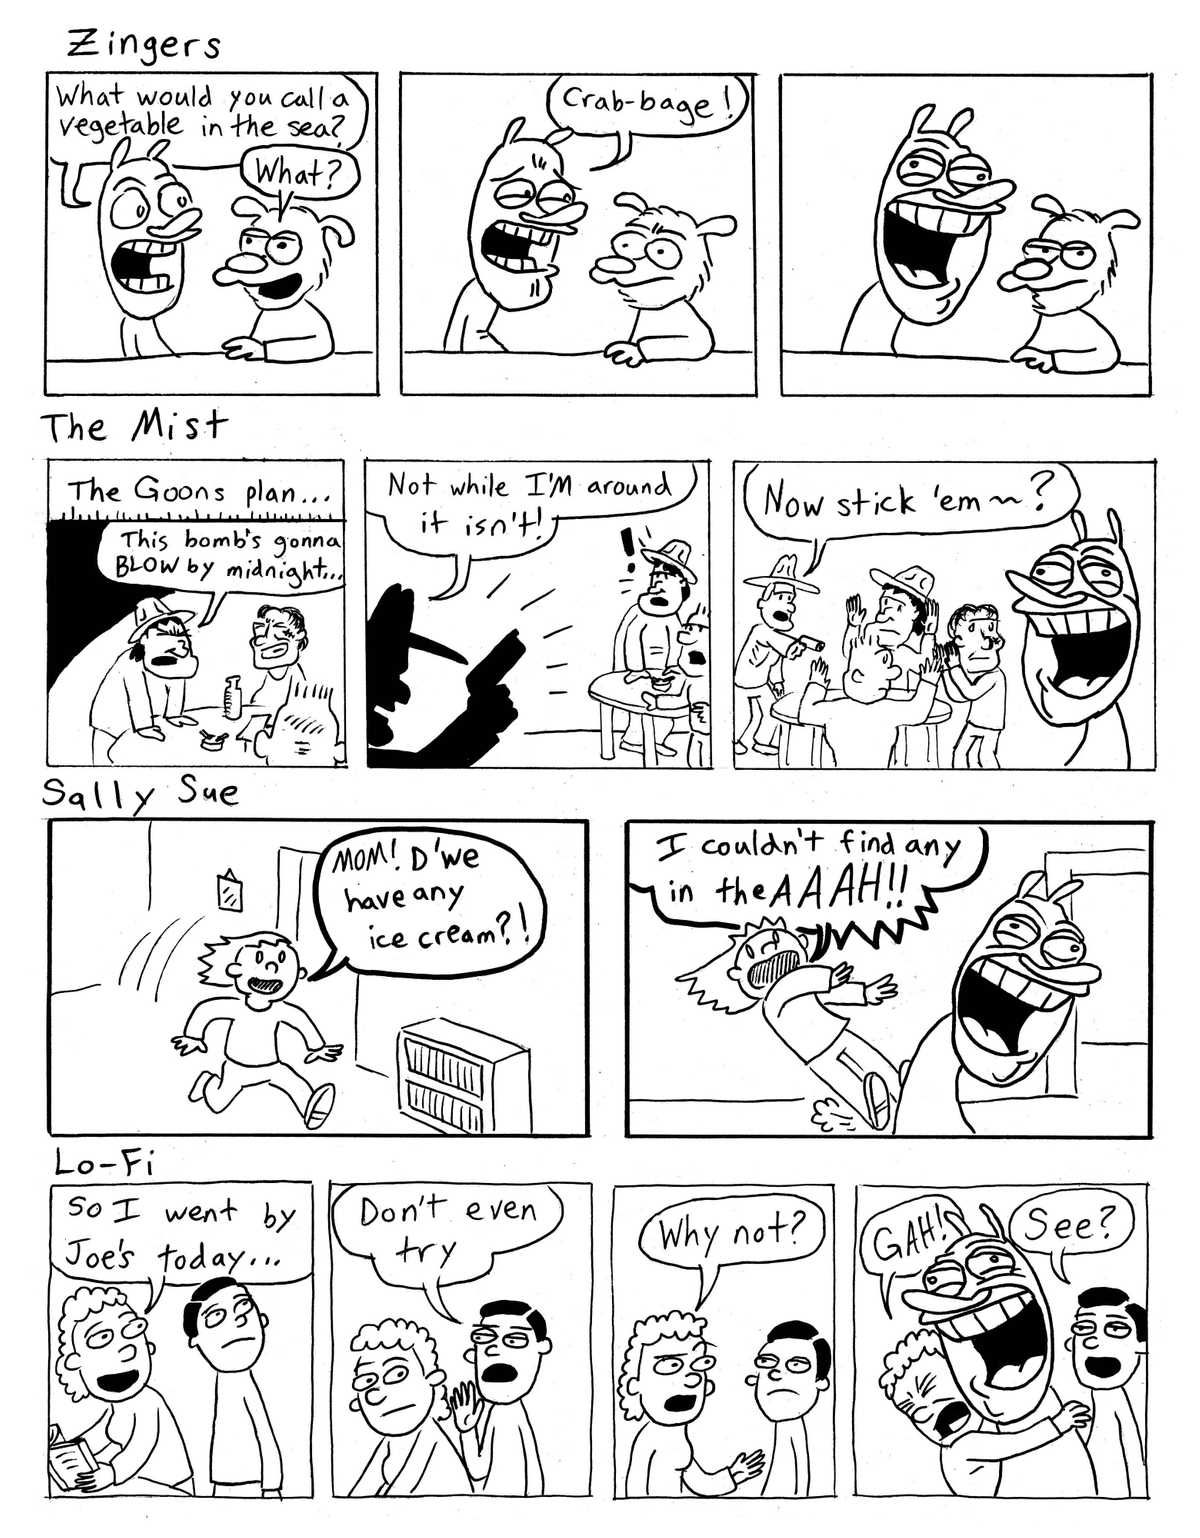 Zingers
What would you call a
vegetable in the sea?
What?
Crab-bage!
The Mist
The Goons plan...
This bomb's gonna
BLOW by midnight...
Not while I'M around
it isn't!
!
Now stick 'em~?
Sally Sue
MOM! D'we
have any
ice cream?!
I couldn't find any
in theAAAAH!!
Lo-Fi
So I went by
Joe's today...
Don't even
try
Why not?
GAH!
See?